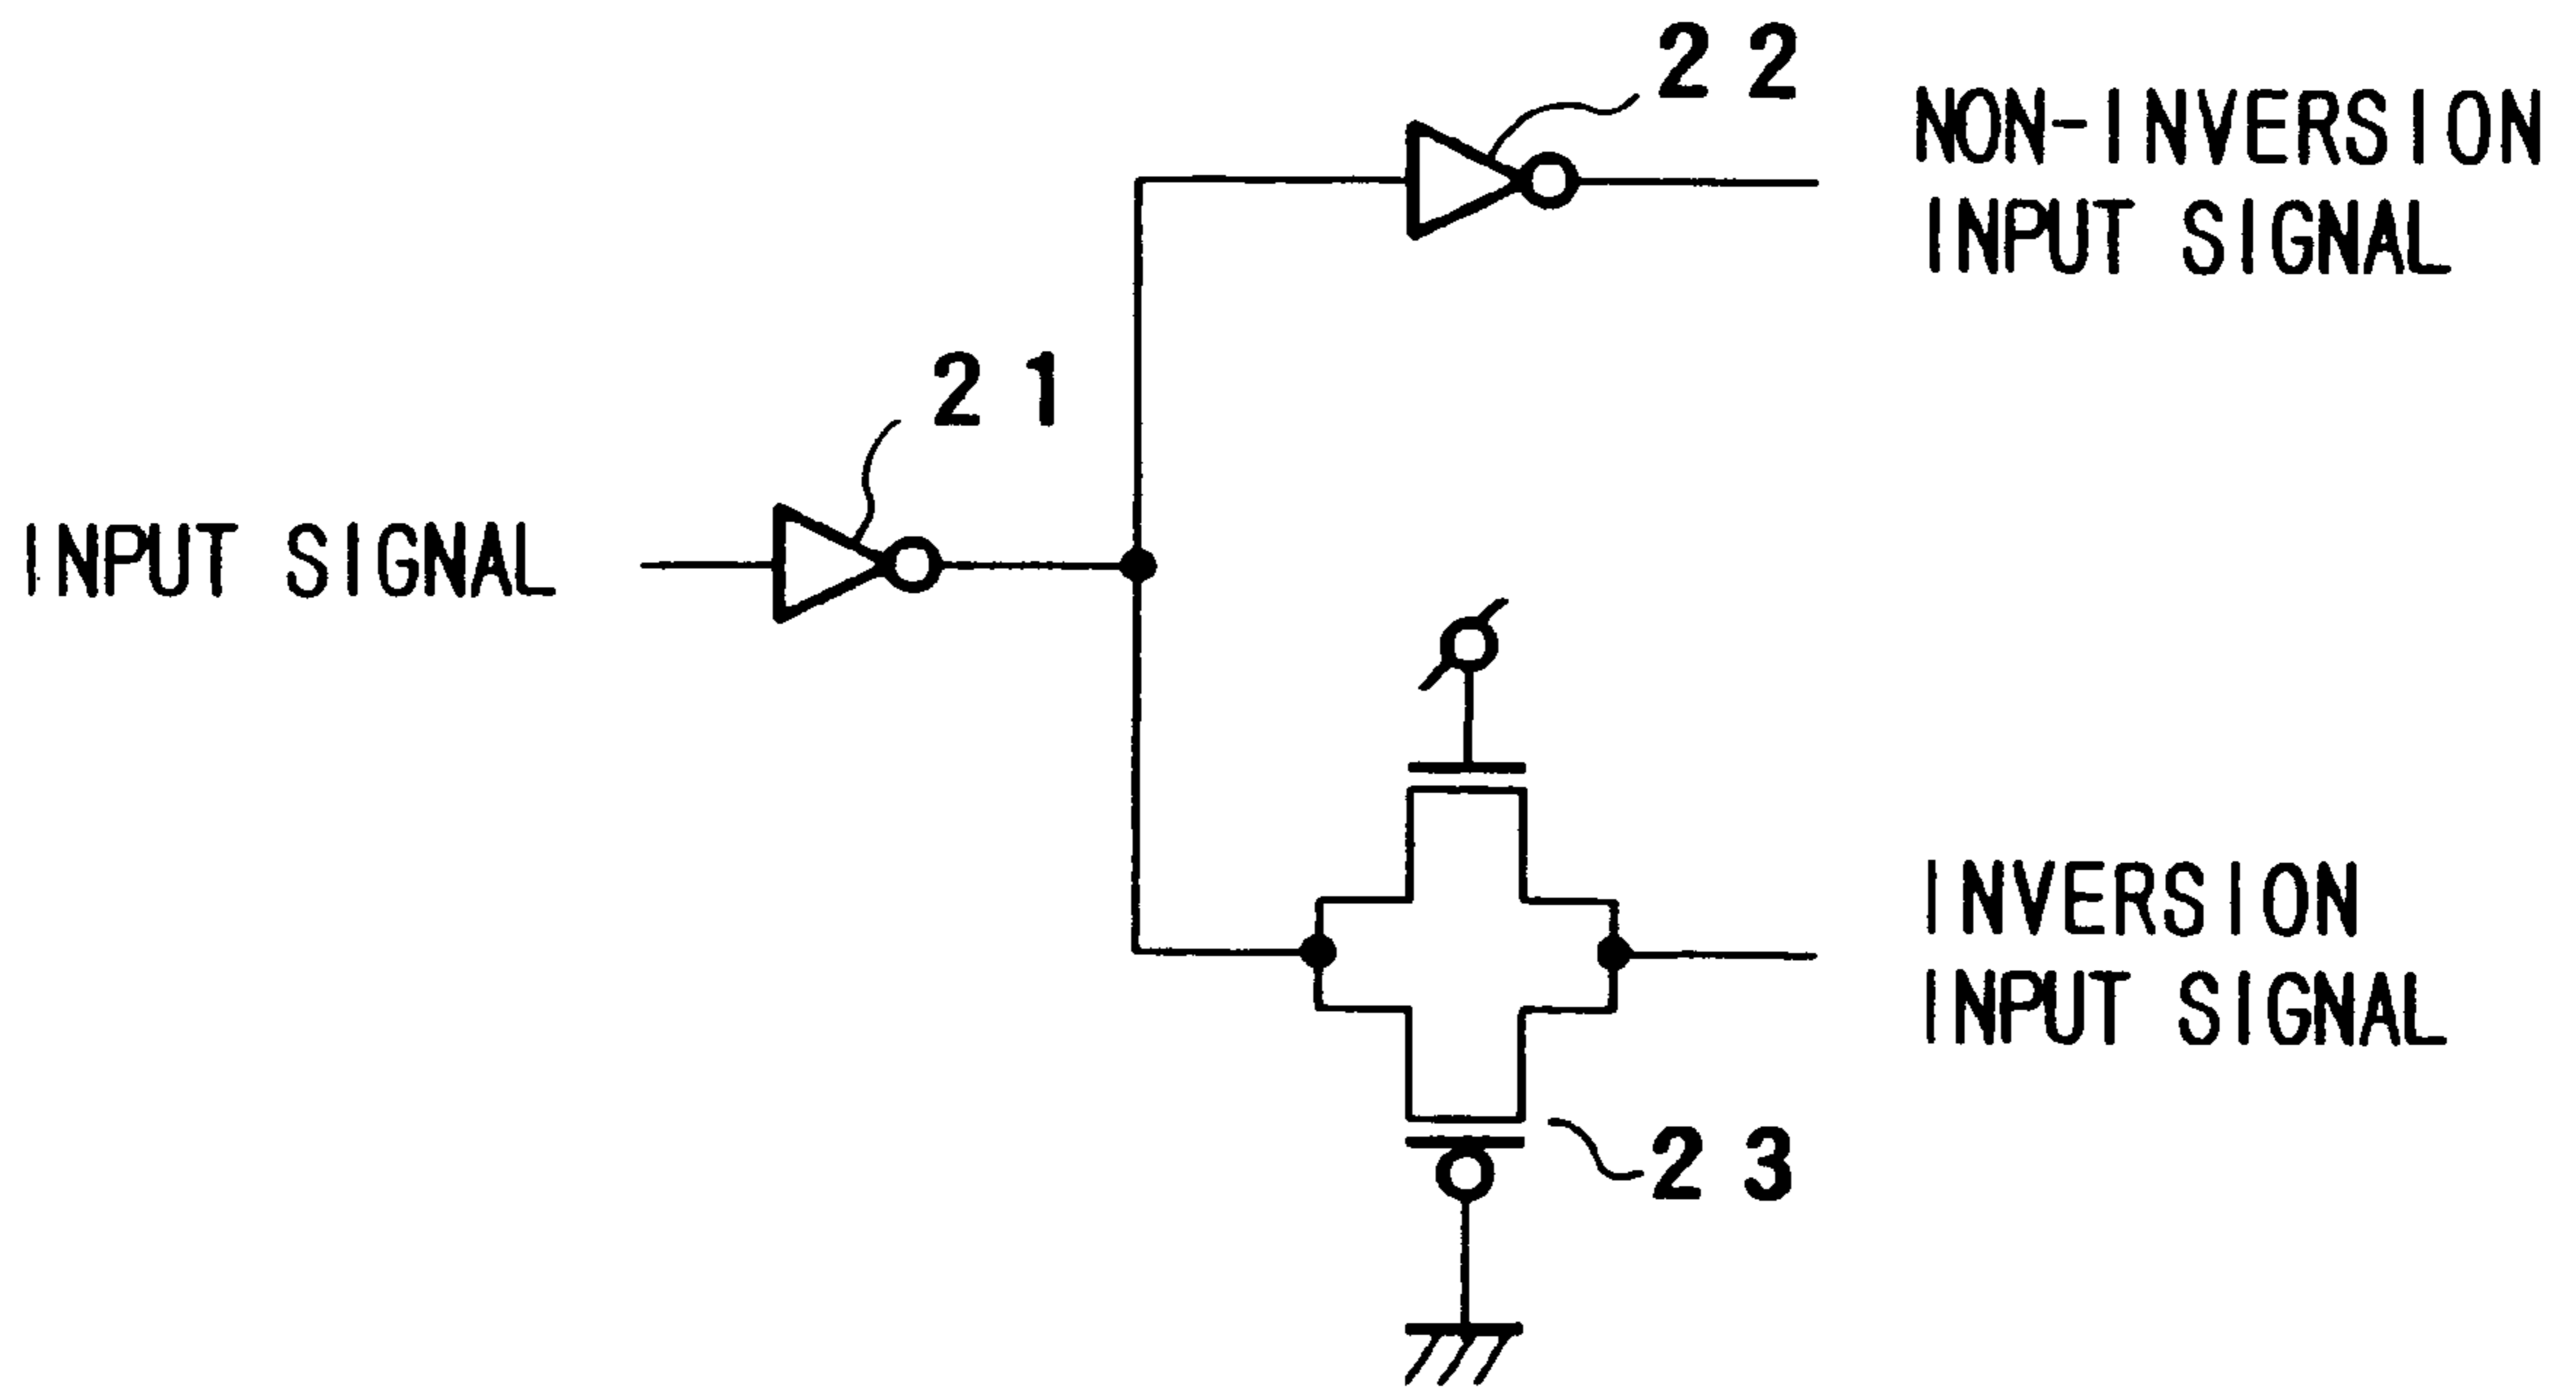 22
NON-INVERSION
INPUT SIGNAL
21
INPUT SIGNAL
INVERSION
INPUT SIGNAL
23